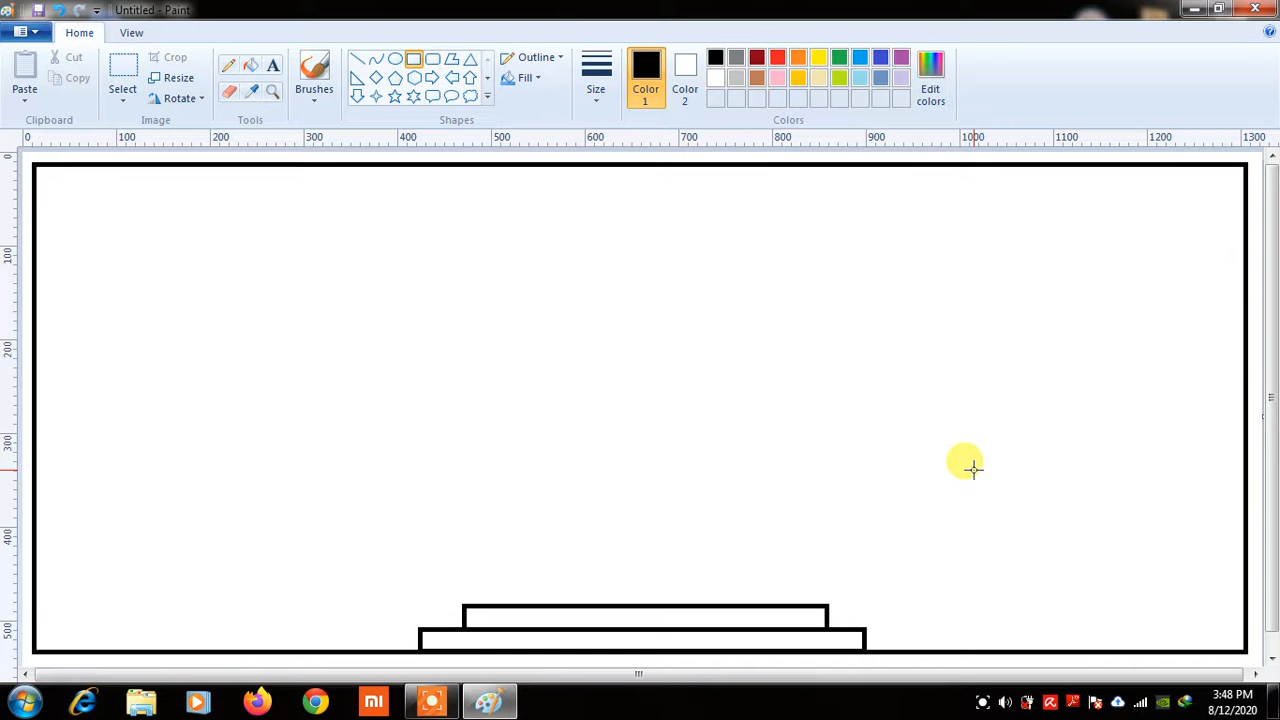 Untitled - Paint
Home
View
Paste
Cut
Copy
Clipboard
Select
Crop
Resize
Rotate
Image
A
Tools
Brushes
Outline
Fill
Shapes
Size
Color 1
Color 2
Edit colors
Colors
0 100 200 300 400 500 600 700 800 900 1000 1100 1200 1300
0
100
200
300
400
500
mi
3:48 PM
8/12/2020